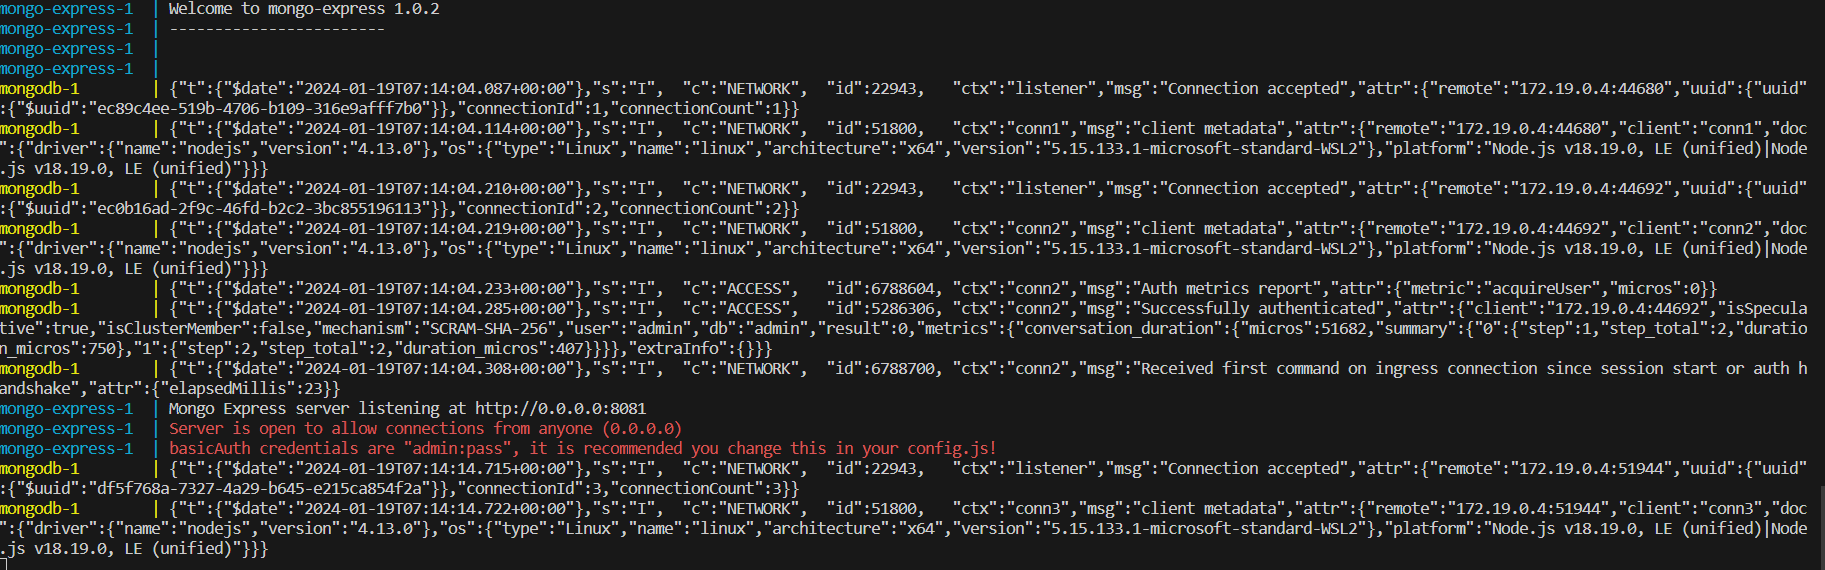 mongo-express-1  | Welcome to mongo-express 1.0.2
mongo-express-1  | ------------------------
mongo-express-1  |
mongo-express-1  |
mongodb-1        | {"t":{"$date":"2024-01-19T07:14:04.087+00:00"},"s":"I",  "c":"NETWORK",  "id":22943,   "ctx":"listener","msg":"Connection accepted","attr":{"remote":"172.19.0.4:44680","uuid":{"uuid"
:{"$uuid":"ec89c4ee-519b-4706-b109-316e9afff7b0"}},"connectionId":1,"connectionCount":1}}
mongodb-1        | {"t":{"$date":"2024-01-19T07:14:04.114+00:00"},"s":"I",  "c":"NETWORK",  "id":51800,   "ctx":"conn1","msg":"client metadata","attr":{"remote":"172.19.0.4:44680","client":"conn1","doc
":{"driver":{"name":"nodejs","version":"4.13.0"},"os":{"type":"Linux","name":"linux","architecture":"x64","version":"5.15.133.1-microsoft-standard-WSL2"},"platform":"Node.js v18.19.0, LE (unified)|Node
.js v18.19.0, LE (unified)"}}}
mongodb-1        | {"t":{"$date":"2024-01-19T07:14:04.210+00:00"},"s":"I",  "c":"NETWORK",  "id":22943,   "ctx":"listener","msg":"Connection accepted","attr":{"remote":"172.19.0.4:44692","uuid":{"uuid"
:{"$uuid":"ec0b16ad-2f9c-46fd-b2c2-3bc855196113"}},"connectionId":2,"connectionCount":2}}
mongodb-1        | {"t":{"$date":"2024-01-19T07:14:04.219+00:00"},"s":"I",  "c":"NETWORK",  "id":51800,   "ctx":"conn2","msg":"client metadata","attr":{"remote":"172.19.0.4:44692","client":"conn2","doc
":{"driver":{"name":"nodejs","version":"4.13.0"},"os":{"type":"Linux","name":"linux","architecture":"x64","version":"5.15.133.1-microsoft-standard-WSL2"},"platform":"Node.js v18.19.0, LE (unified)|Node
.js v18.19.0, LE (unified)"}}}
mongodb-1        | {"t":{"$date":"2024-01-19T07:14:04.233+00:00"},"s":"I",  "c":"ACCESS",   "id":6788604, "ctx":"conn2","msg":"Auth metrics report","attr":{"metric":"acquireUser","micros":0}}
mongodb-1        | {"t":{"$date":"2024-01-19T07:14:04.285+00:00"},"s":"I",  "c":"ACCESS",   "id":5286306, "ctx":"conn2","msg":"Successfully authenticated","attr":{"client":"172.19.0.4:44692","isSpecula
tive":true,"isClusterMember":false,"mechanism":"SCRAM-SHA-256","user":"admin","db":"admin","result":0,"metrics":{"conversation_duration":{"micros":51682,"summary":{"0":{"step":1,"step_total":2,"duratio
n_micros":750},"1":{"step":2,"step_total":2,"duration_micros":407}}}},"extraInfo":{}}}
mongodb-1        | {"t":{"$date":"2024-01-19T07:14:04.308+00:00"},"s":"I",  "c":"NETWORK",  "id":6788700, "ctx":"conn2","msg":"Received first command on ingress connection since session start or auth h
andshake","attr":{"elapsedMillis":23}}
mongo-express-1  | Mongo Express server listening at http://0.0.0.0:8081
mongo-express-1  | Server is open to allow connections from anyone (0.0.0.0)
mongo-express-1  | basicAuth credentials are "admin:pass", it is recommended you change this in your config.js!
mongodb-1        | {"t":{"$date":"2024-01-19T07:14:14.715+00:00"},"s":"I",  "c":"NETWORK",  "id":22943,   "ctx":"listener","msg":"Connection accepted","attr":{"remote":"172.19.0.4:51944","uuid":{"uuid"
:{"$uuid":"df5f768a-7327-4a29-b645-e215ca854f2a"}},"connectionId":3,"connectionCount":3}}
mongodb-1        | {"t":{"$date":"2024-01-19T07:14:14.722+00:00"},"s":"I",  "c":"NETWORK",  "id":51800,   "ctx":"conn3","msg":"client metadata","attr":{"remote":"172.19.0.4:51944","client":"conn3","doc
":{"driver":{"name":"nodejs","version":"4.13.0"},"os":{"type":"Linux","name":"linux","architecture":"x64","version":"5.15.133.1-microsoft-standard-WSL2"},"platform":"Node.js v18.19.0, LE (unified)|Node
.js v18.19.0, LE (unified)"}}}